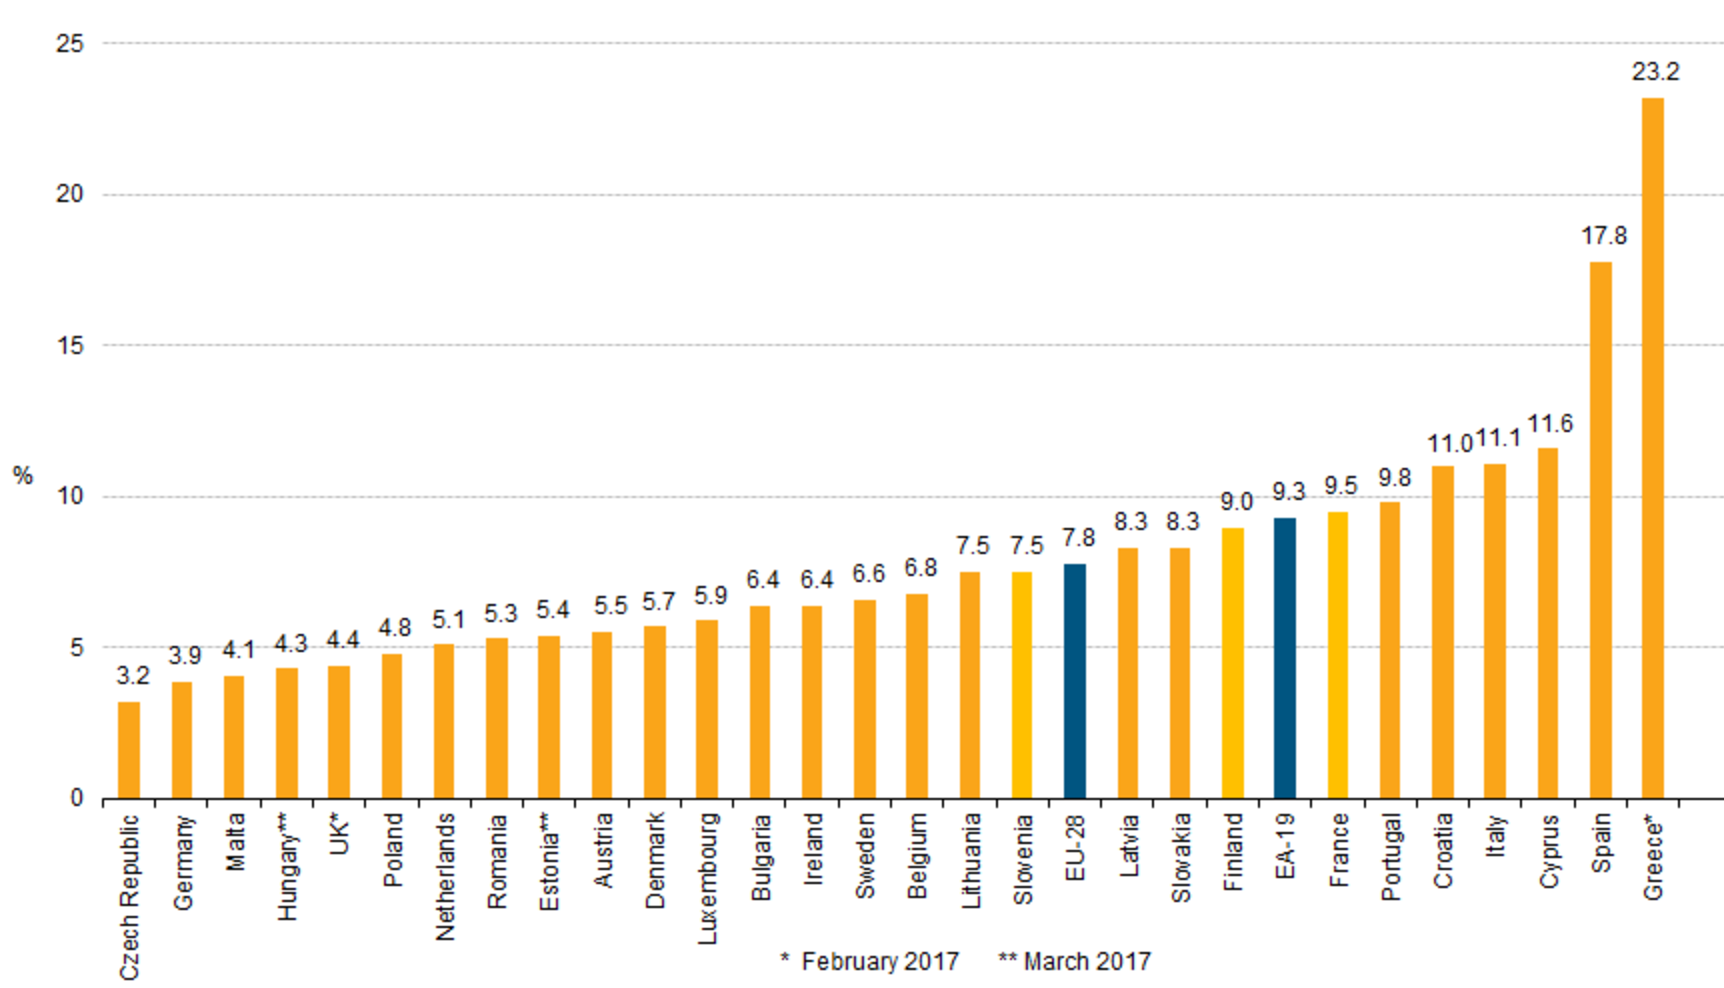 25
23.2
20
17.8
15
%
10
5
0
3.2
3.9
4.1
4.3
4.4
4.8
5.1
5.3
5.4
5.5
5.7
5.9
6.4
6.4
6.6
6.8
7.5
7.5
7.8
8.3
8.3
9.0
9.3
9.5
9.8
11.0
11.1
11.6
Czech Republic
Germany
Malta
Hungary**
UK*
Poland
Netherlands
Romania
Estonia**
Austria
Denmark
Luxembourg
Bulgaria
Ireland
Sweden
Belgium
Lithuania
Slovenia
EU-28
Latvia
Slovakia
Finland
EA-19
France
Portugal
Croatia
Italy
Cyprus
Spain
Greece*
* February 2017 ** March 2017